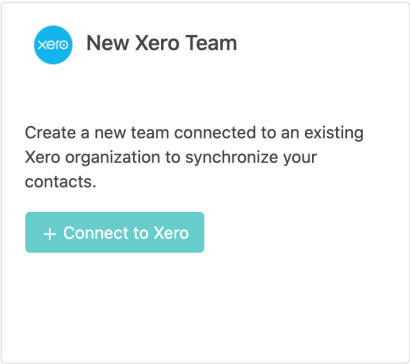 xero
New Xero Team
Create a new team connected to an existing
Xero organization to synchronize your
contacts.
+ Connect to Xero